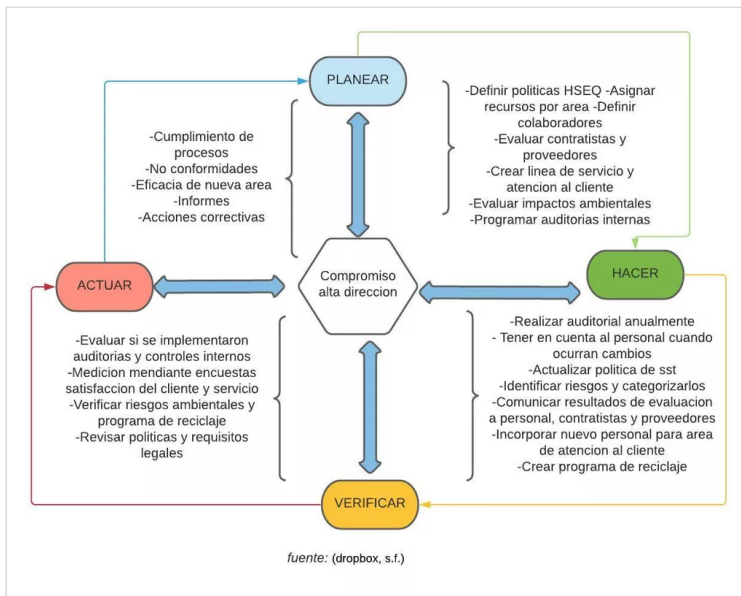 PLANEAR
-Cumplimiento de
procesos
-No conformidades
-Eficacia de nueva area
-Informes
-Acciones correctivas
-Definir politicas HSEQ -Asignar
recursos por area -Definir
colaboradores
-Evaluar contratistas y
proveedores
-Crear linea de servicio y
atencion al cliente
-Evaluar impactos ambientales
-Programar auditorias internas
ACTUAR
Compromiso
alta direccion
HACER
-Evaluar si se implementaron
auditorias y controles internos
-Medicion mendiante encuestas
satisfaccion del cliente y servicio
-Verificar riesgos ambientales y
programa de reciclaje
-Revisar politicas y requisitos
legales
-Realizar auditorial anualmente
- Tener en cuenta al personal cuando
ocurran cambios
-Actualizar politica de sst
-Identificar riesgos y categorizarlos
-Comunicar resultados de evaluacion
a personal, contratistas y proveedores
-Incorporar nuevo personal para area
de atencion al cliente
-Crear programa de reciclaje
VERIFICAR
fuente: (dropbox, s.f.)